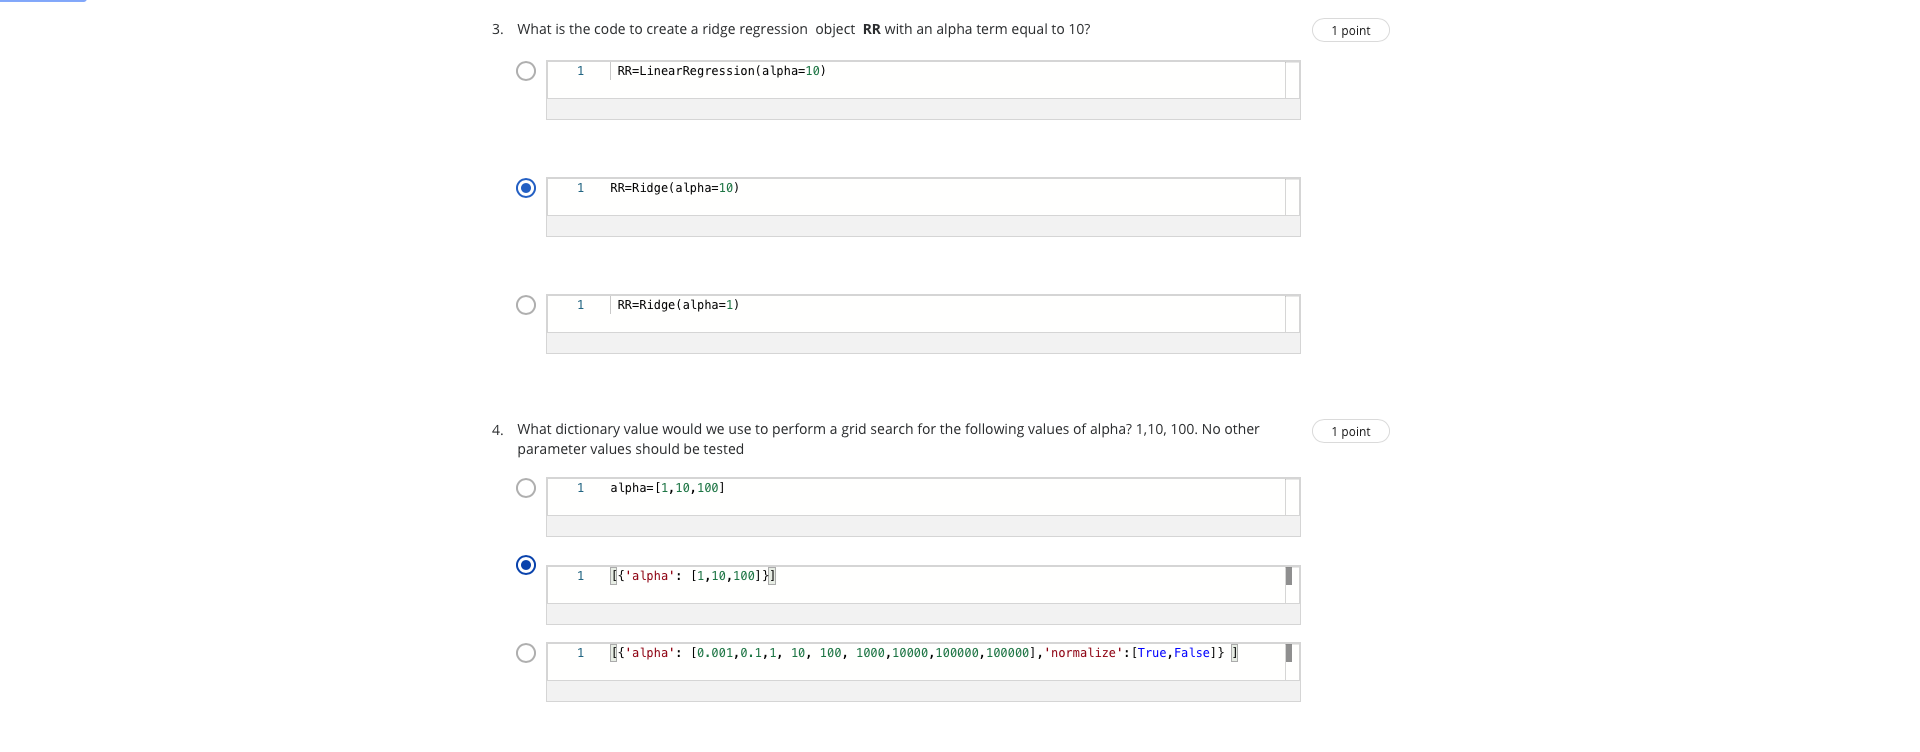 3. What is the code to create a ridge regression object RR with an alpha term equal to 10?
1 point
1 RR=LinearRegression(alpha=10)
1 RR=Ridge(alpha=10)
1 RR=Ridge(alpha=1)
4. What dictionary value would we use to perform a grid search for the following values of alpha? 1,10, 100. No other
parameter values should be tested
1 point
1 alpha=[1,10,100]
1 [{'alpha': [1,10,100]}]
1 [{'alpha': [0.001,0.1,1, 10, 100, 1000,10000,100000,100000],'normalize':[True,False]} ]